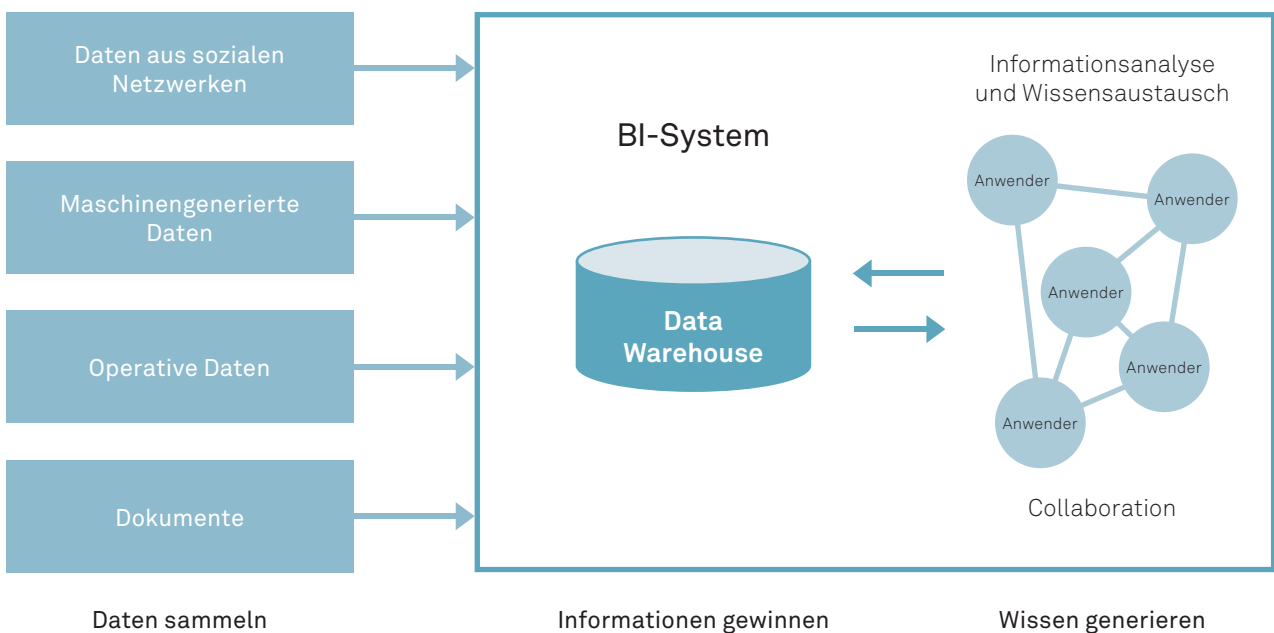 Daten aus sozialen
Netzwerken
Maschinengenerierte
Daten
Operative Daten
Dokumente
BI-System
Data
Warehouse
Informationsanalyse
und Wissensaustausch
Anwender
Anwender
Anwender
Anwender
Anwender
Collaboration
Daten sammeln
Informationen gewinnen
Wissen generieren